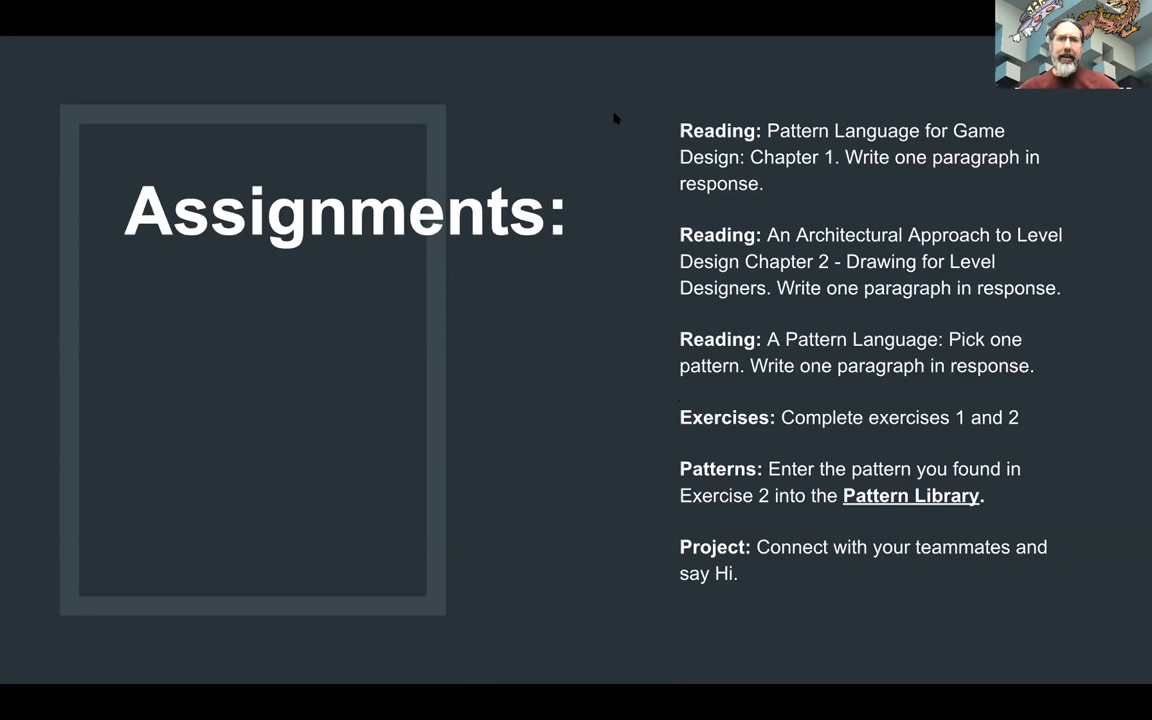 Assignments:
Reading: Pattern Language for Game
Design: Chapter 1. Write one paragraph in
response.
Reading: An Architectural Approach to Level
Design Chapter 2 - Drawing for Level
Designers. Write one paragraph in response.
Reading: A Pattern Language: Pick one
pattern. Write one paragraph in response.
Exercises: Complete exercises 1 and 2
Patterns: Enter the pattern you found in
Exercise 2 into the Pattern Library.
Project: Connect with your teammates and
say Hi.